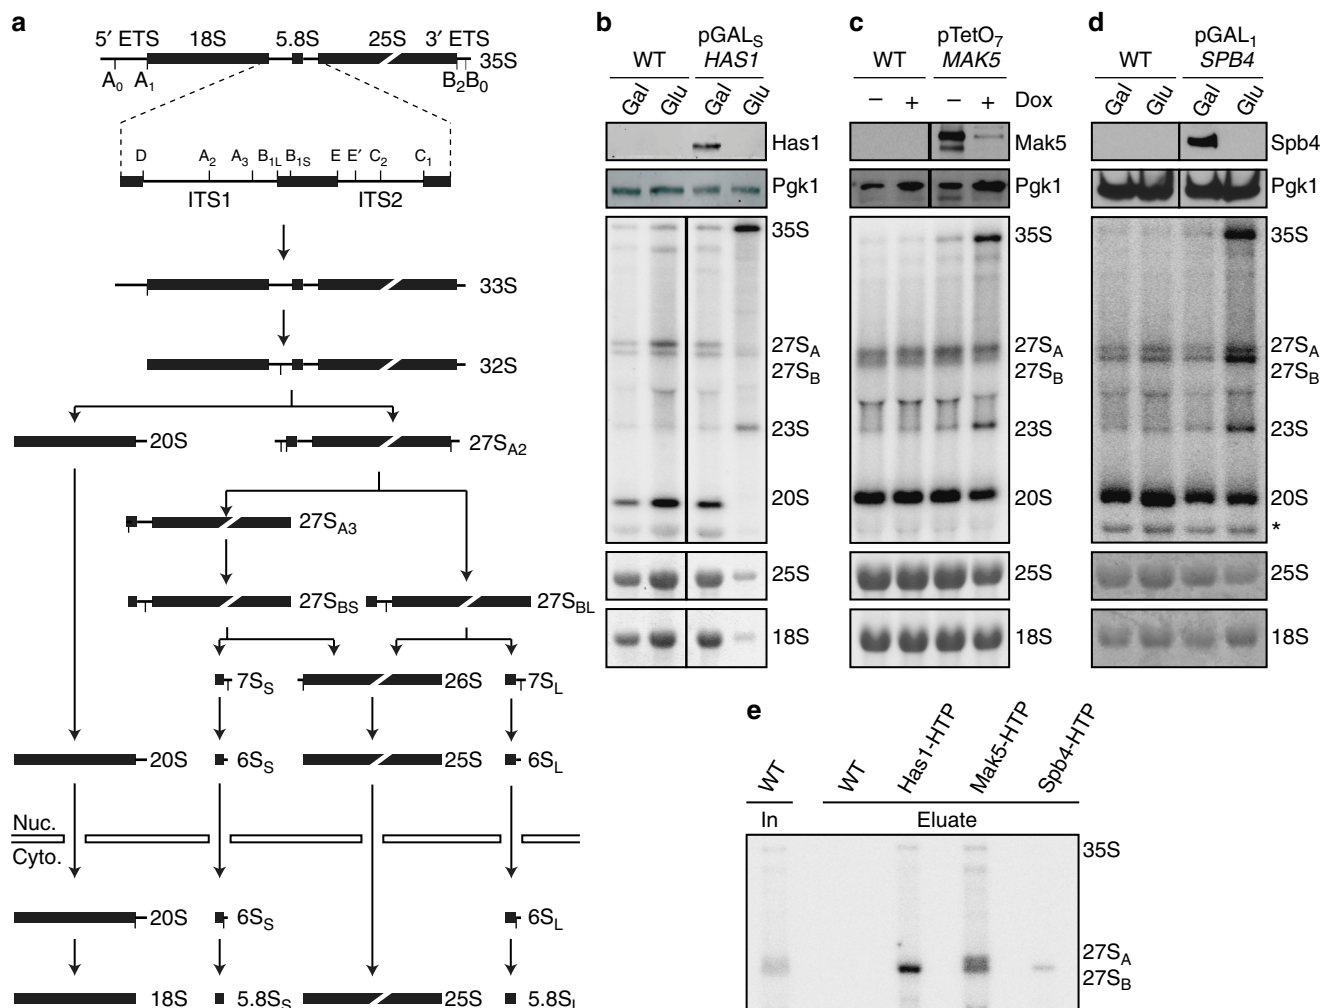 a
5′ ETS 18S 5.8S 25S 3′ ETS
35S
A0 A1 B2 B0
D A2 A3 B1L B1S E E′ C2 C1
ITS1 ITS2
33S
32S
20S 27SA2
27SA3
27SBS 27SBL
7SS 26S 7SL
20S 6SS 25S 6SL
Nuc.
Cyto.
20S 6SS 6SL
18S 5.8SS 25S 5.8SL
b
pGALS
WT HAS1
Gal Glu Gal Glu
Has1
Pgk1
35S
27SA
27SB
23S
20S
25S
18S
c
pTetO7
WT MAK5
– + – + Dox
Mak5
Pgk1
35S
27SA
27SB
23S
20S
25S
18S
d
pGAL1
WT SPB4
Gal Glu Gal Glu
Spb4
Pgk1
35S
27SA
27SB
23S
20S
*
25S
18S
e
WT WT Has1-HTP Mak5-HTP Spb4-HTP
In Eluate
35S
27SA
27SB